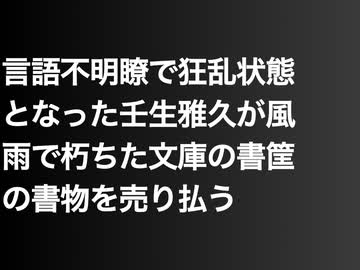 言語不明瞭で狂乱状態
となった壬生雅久が風
雨で朽ちた文庫の書筐
の書物を売り払う